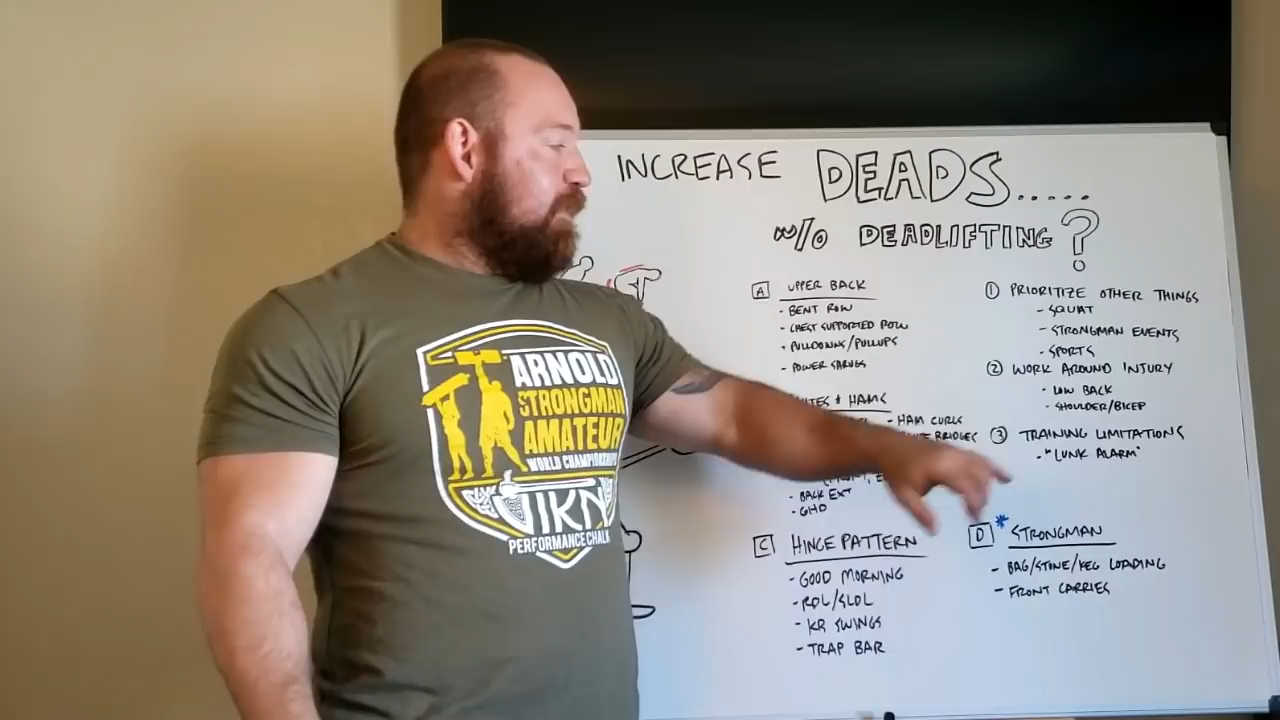 INCREASE DEADS.....
W/O DEADLIFTING?
A UPPER BACK
- BENT ROW
- CHEST SUPPORTED ROW
- PULLDOWNS/PULLUPS
- POWER SHRUGS
& HAMS
- HAM CURLS
BRIDGES
- BACK EXT
- GHD
C HINGE PATTERN
- GOOD MORNING
- RDL/SLDL
- KB SWINGS
- TRAP BAR
1 PRIORITIZE OTHER THINGS
- SQUAT
- STRONGMAN EVENTS
- SPORTS
2 WORK AROUND INJURY
- LOW BACK
- SHOULDER/BICEP
3 TRAINING LIMITATIONS
- "LUNK ALARM"
D * STRONGMAN
- BAG/STONE/KEG LOADING
- FRONT CARRIES
ARNOLD
STRONGMAN
AMATEUR
WORLD CHAMPIONSHIPS
PERFORMANCE CHALK